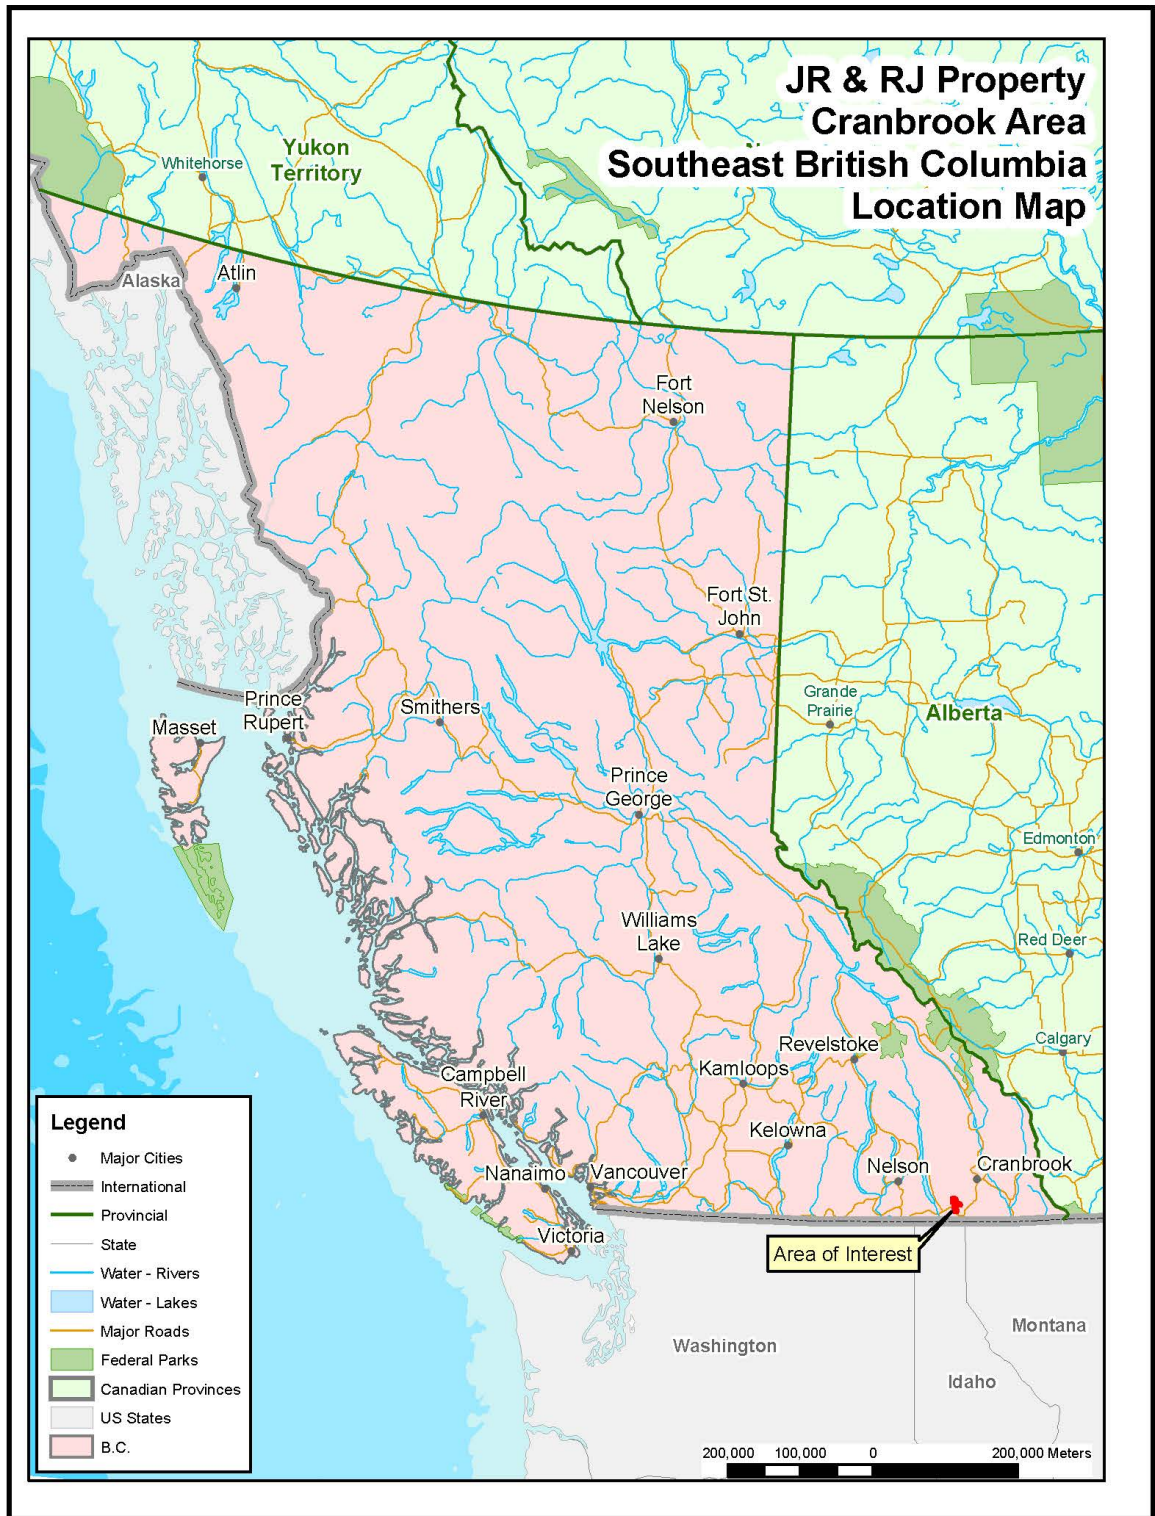 JR & RJ Property
Cranbrook Area
Southeast British Columbia
Location Map
Yukon
Territory
Whitehorse
Atlin
Alaska
Fort
Nelson
Fort St.
John
Grande
Prairie
Alberta
Prince
Rupert
Smithers
Masset
Prince
George
Edmonton
Williams
Lake
Red Deer
Calgary
Revelstoke
Kamloops
Campbell
River
Kelowna
Nelson
Cranbrook
Nanaimo
Vancouver
Victoria
Area of Interest
Washington
Montana
Idaho
Legend
Major Cities
International
Provincial
State
Water - Rivers
Water - Lakes
Major Roads
Federal Parks
Canadian Provinces
US States
B.C.
200,000 100,000 0 200,000 Meters